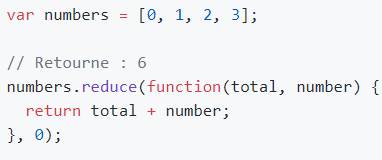 var numbers = [0, 1, 2, 3];
// Retourne : 6
numbers.reduce(function(total, number) {
  return total + number;
}, 0);